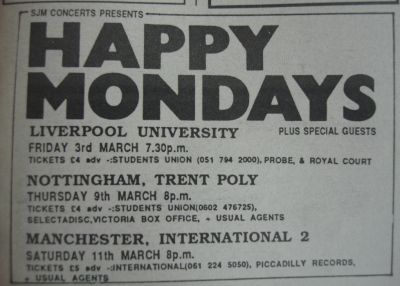 SJM CONCERTS PRESENTS
HAPPY
MONDAYS
LIVERPOOL UNIVERSITY PLUS SPECIAL GUESTS
FRIDAY 3rd MARCH 7.30p.m.
TICKETS £4 adv -:STUDENTS UNION (051 794 2000), PROBE, & ROYAL COURT
NOTTINGHAM, TRENT POLY
THURSDAY 9th MARCH 8p.m.
TICKETS £4 adv -:STUDENTS UNION(0602 476725),
SELECTADISC,VICTORIA BOX OFFICE, + USUAL AGENTS
MANCHESTER, INTERNATIONAL 2
SATURDAY 11th MARCH 8p.m.
TICKETS £5 adv -:INTERNATIONAL(061 224 5050), PICCADILLY RECORDS,
+ USUAL AGENTS